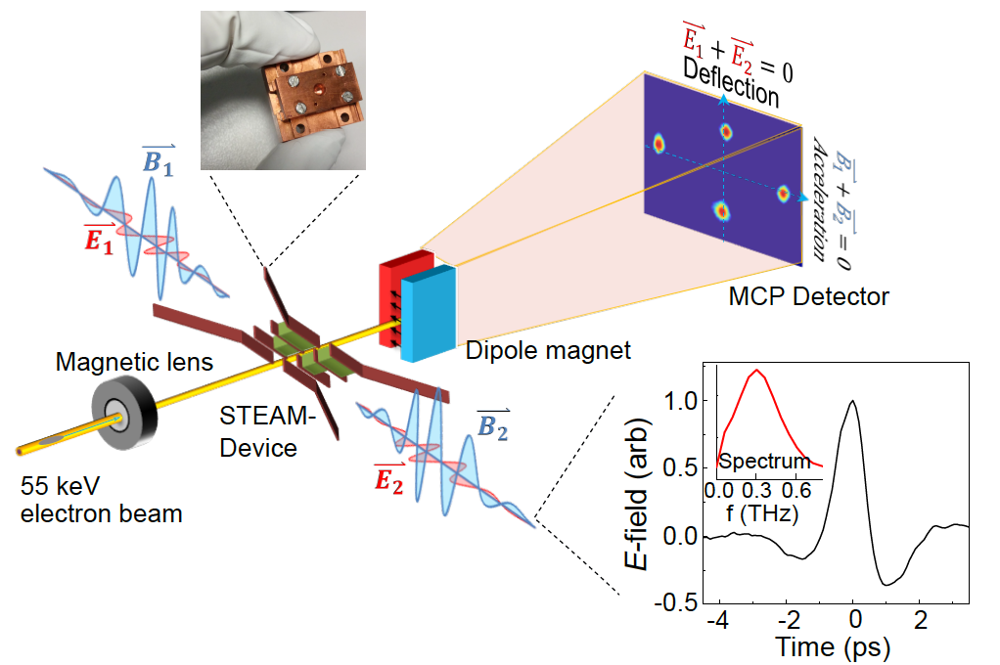 E₁ + E₂ = 0
Deflection
B₁ + B₂ = 0
Acceleration
B₁
E₁
MCP Detector
Dipole magnet
Magnetic lens
STEAM-
Device
B₂
E₂
55 keV
electron beam
E-field (arb)
1.0
0.5
0.0
-0.5
-4
-2
0
2
Time (ps)
Spectrum
0.0
0.3
0.6
f (THz)